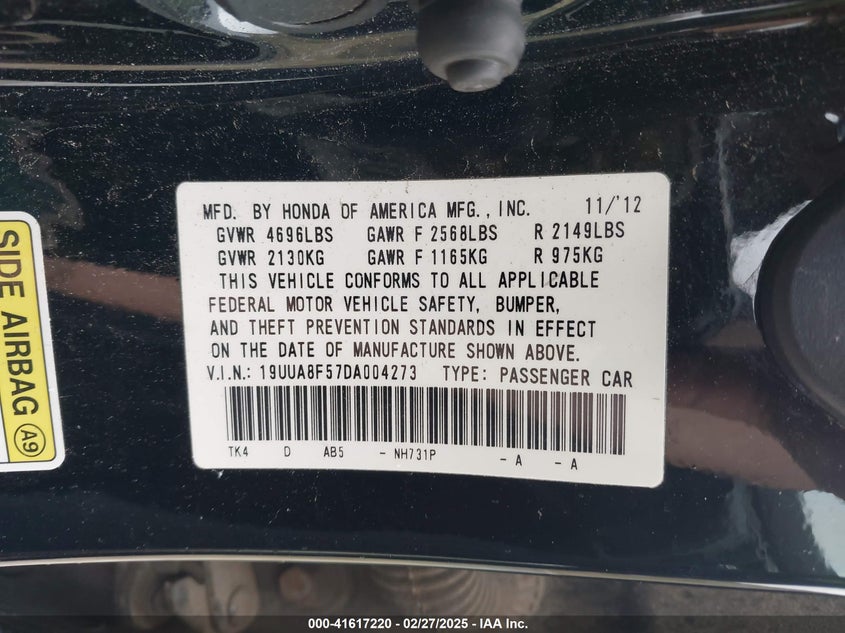 MFD. BY HONDA OF AMERICA MFG., INC. 11/'12
GVWR 4696LBS GAWR F 2568LBS R 2149LBS
GVWR 2130KG GAWR F 1165KG R 975KG
THIS VEHICLE CONFORMS TO ALL APPLICABLE
FEDERAL MOTOR VEHICLE SAFETY, BUMPER,
AND THEFT PREVENTION STANDARDS IN EFFECT
ON THE DATE OF MANUFACTURE SHOWN ABOVE.
V.I.N.: 19UUA8F57DA004273 TYPE: PASSENGER CAR
TK4 D AB5 - NH731P - A - A
SIDE AIRBAG A9
000-41617220 - 02/27/2025 - IAA Inc.